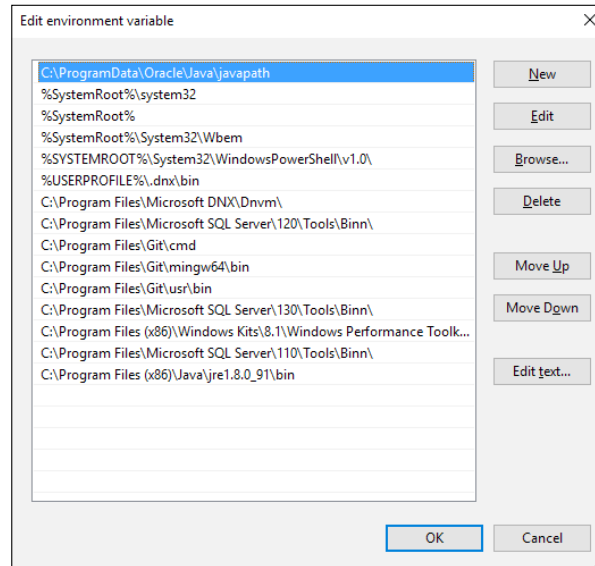 Edit environment variable
C:\ProgramData\Oracle\Java\javapath
%SystemRoot%\system32
%SystemRoot%
%SystemRoot%\System32\Wbem
%SYSTEMROOT%\System32\WindowsPowerShell\v1.0\
%USERPROFILE%\.dnx\bin
C:\Program Files\Microsoft DNX\Dnvm\
C:\Program Files\Microsoft SQL Server\120\Tools\Binn\
C:\Program Files\Git\cmd
C:\Program Files\Git\mingw64\bin
C:\Program Files\Git\usr\bin
C:\Program Files\Microsoft SQL Server\130\Tools\Binn\
C:\Program Files (x86)\Windows Kits\8.1\Windows Performance Toolk...
C:\Program Files\Microsoft SQL Server\110\Tools\Binn\
C:\Program Files (x86)\Java\jre1.8.0_91\bin
New
Edit
Browse...
Delete
Move Up
Move Down
Edit text...
OK
Cancel